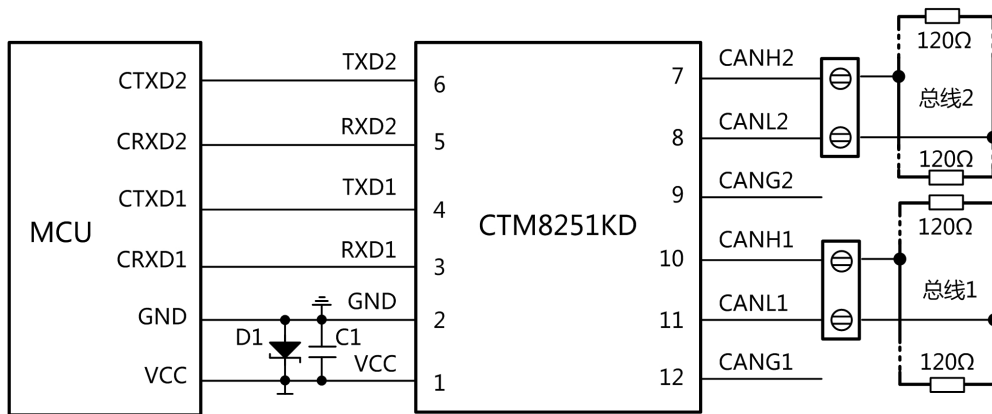 MCU
CTXD2
CRXD2
CTXD1
CRXD1
GND
VCC
TXD2
RXD2
TXD1
RXD1
GND
VCC
D1
C1
6
5
4
3
2
1
CTM8251KD
7
8
9
10
11
12
CANH2
CANL2
CANG2
CANH1
CANL1
CANG1
120Ω
总线2
120Ω
120Ω
总线1
120Ω